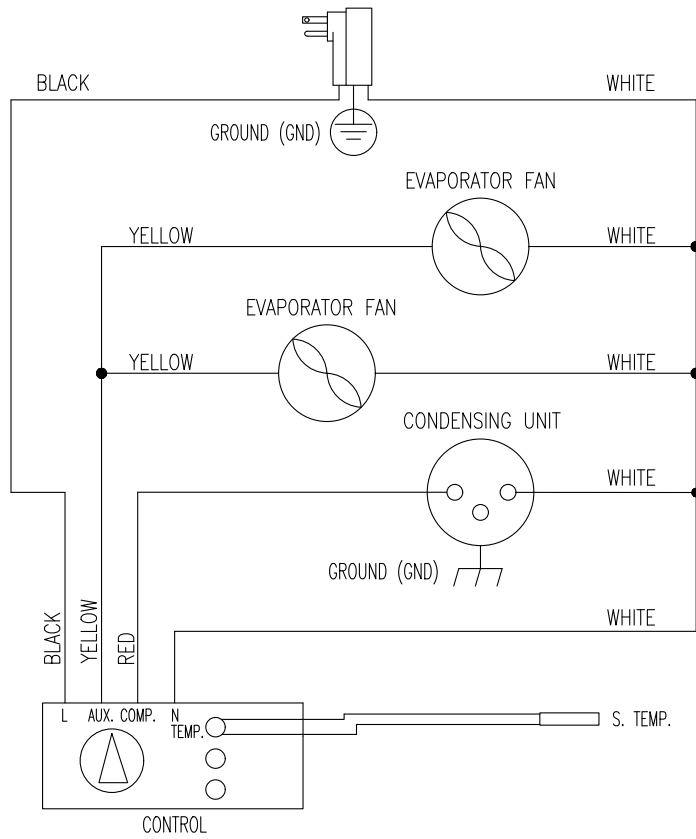 BLACK
WHITE
GROUND (GND)
EVAPORATOR FAN
YELLOW
WHITE
EVAPORATOR FAN
YELLOW
WHITE
CONDENSING UNIT
WHITE
GROUND (GND)
BLACK
YELLOW
RED
WHITE
L AUX. COMP. N
TEMP.
S. TEMP.
CONTROL